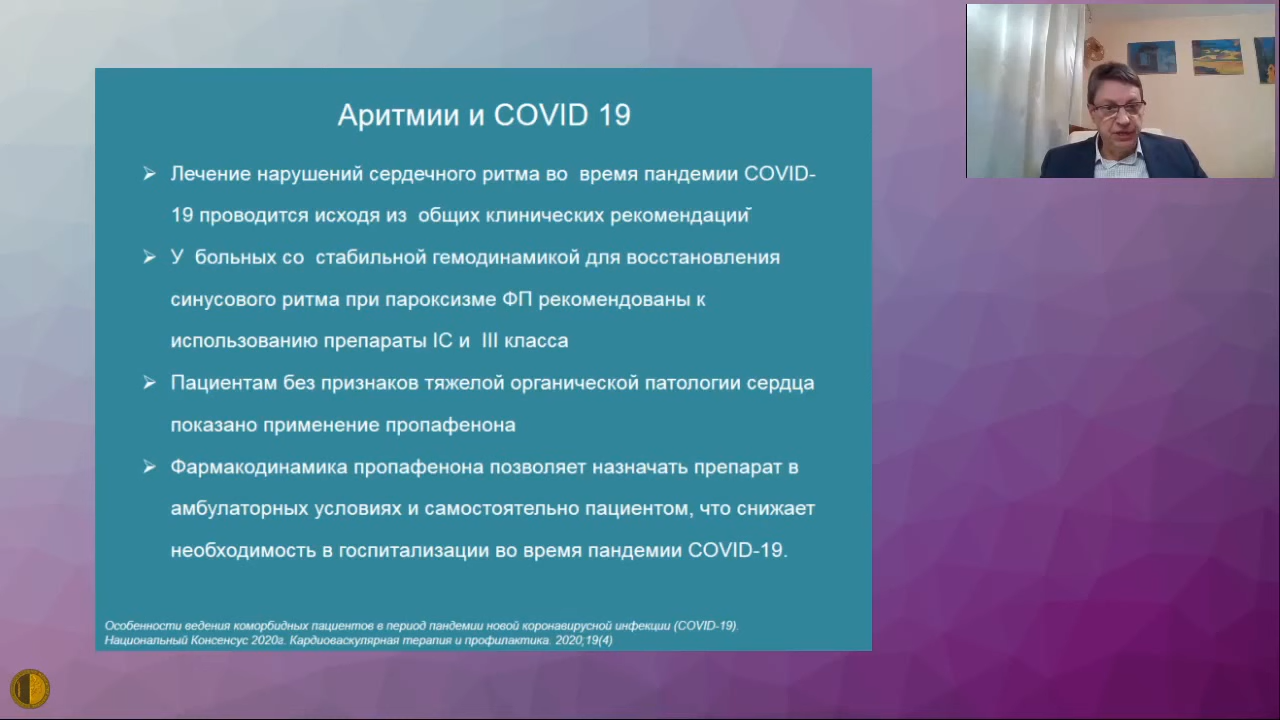 Аритмии и COVID 19
Лечение нарушений сердечного ритма во время пандемии COVID-
19 проводится исходя из общих клинических рекомендаций
У больных со стабильной гемодинамикой для восстановления
синусового ритма при пароксизме ФП рекомендованы к
использованию препараты IC и III класса
Пациентам без признаков тяжелой органической патологии сердца
показано применение пропафенона
Фармакодинамика пропафенона позволяет назначать препарат в
амбулаторных условиях и самостоятельно пациентом, что снижает
необходимость в госпитализации во время пандемии COVID-19.
Особенности ведения коморбидных пациентов в период пандемии новой коронавирусной инфекции (COVID-19).
Национальный Консенсус 2020г. Кардиоваскулярная терапия и профилактика. 2020;19(4)